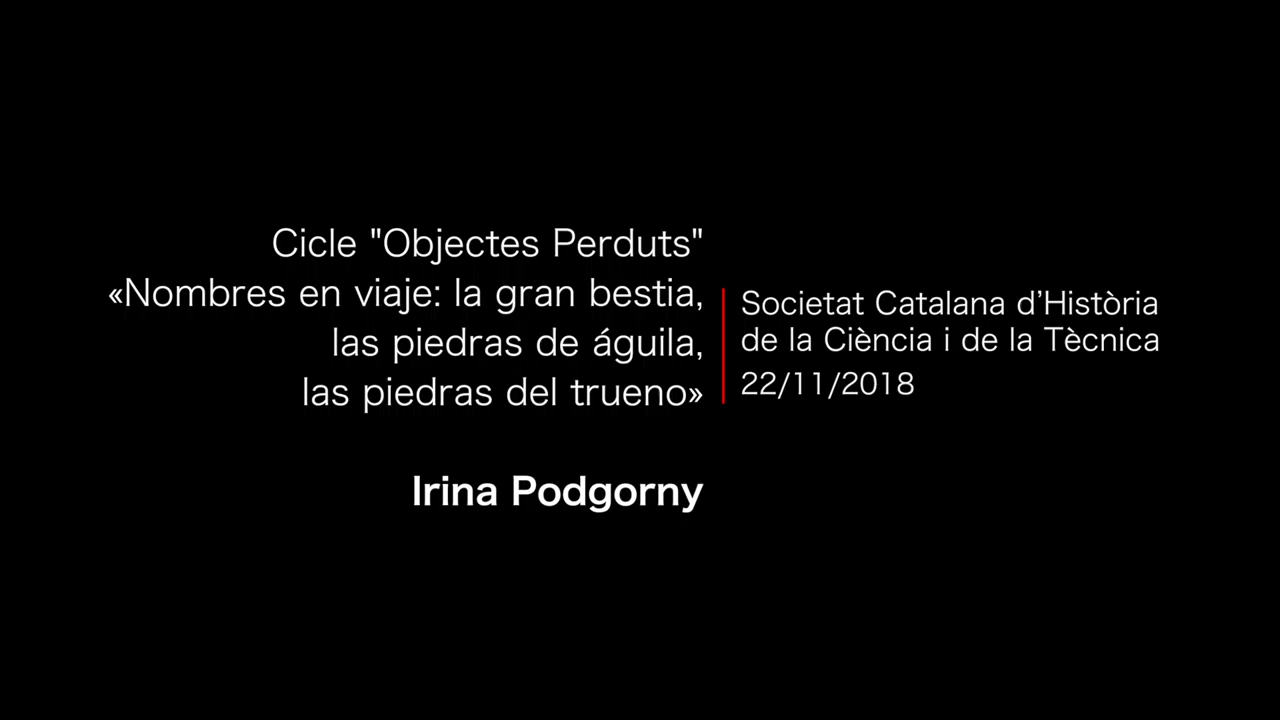 Cicle "Objectes Perduts"
«Nombres en viaje: la gran bestia,
las piedras de águila,
las piedras del trueno»
Irina Podgorny
Societat Catalana d’Història
de la Ciència i de la Tècnica
22/11/2018